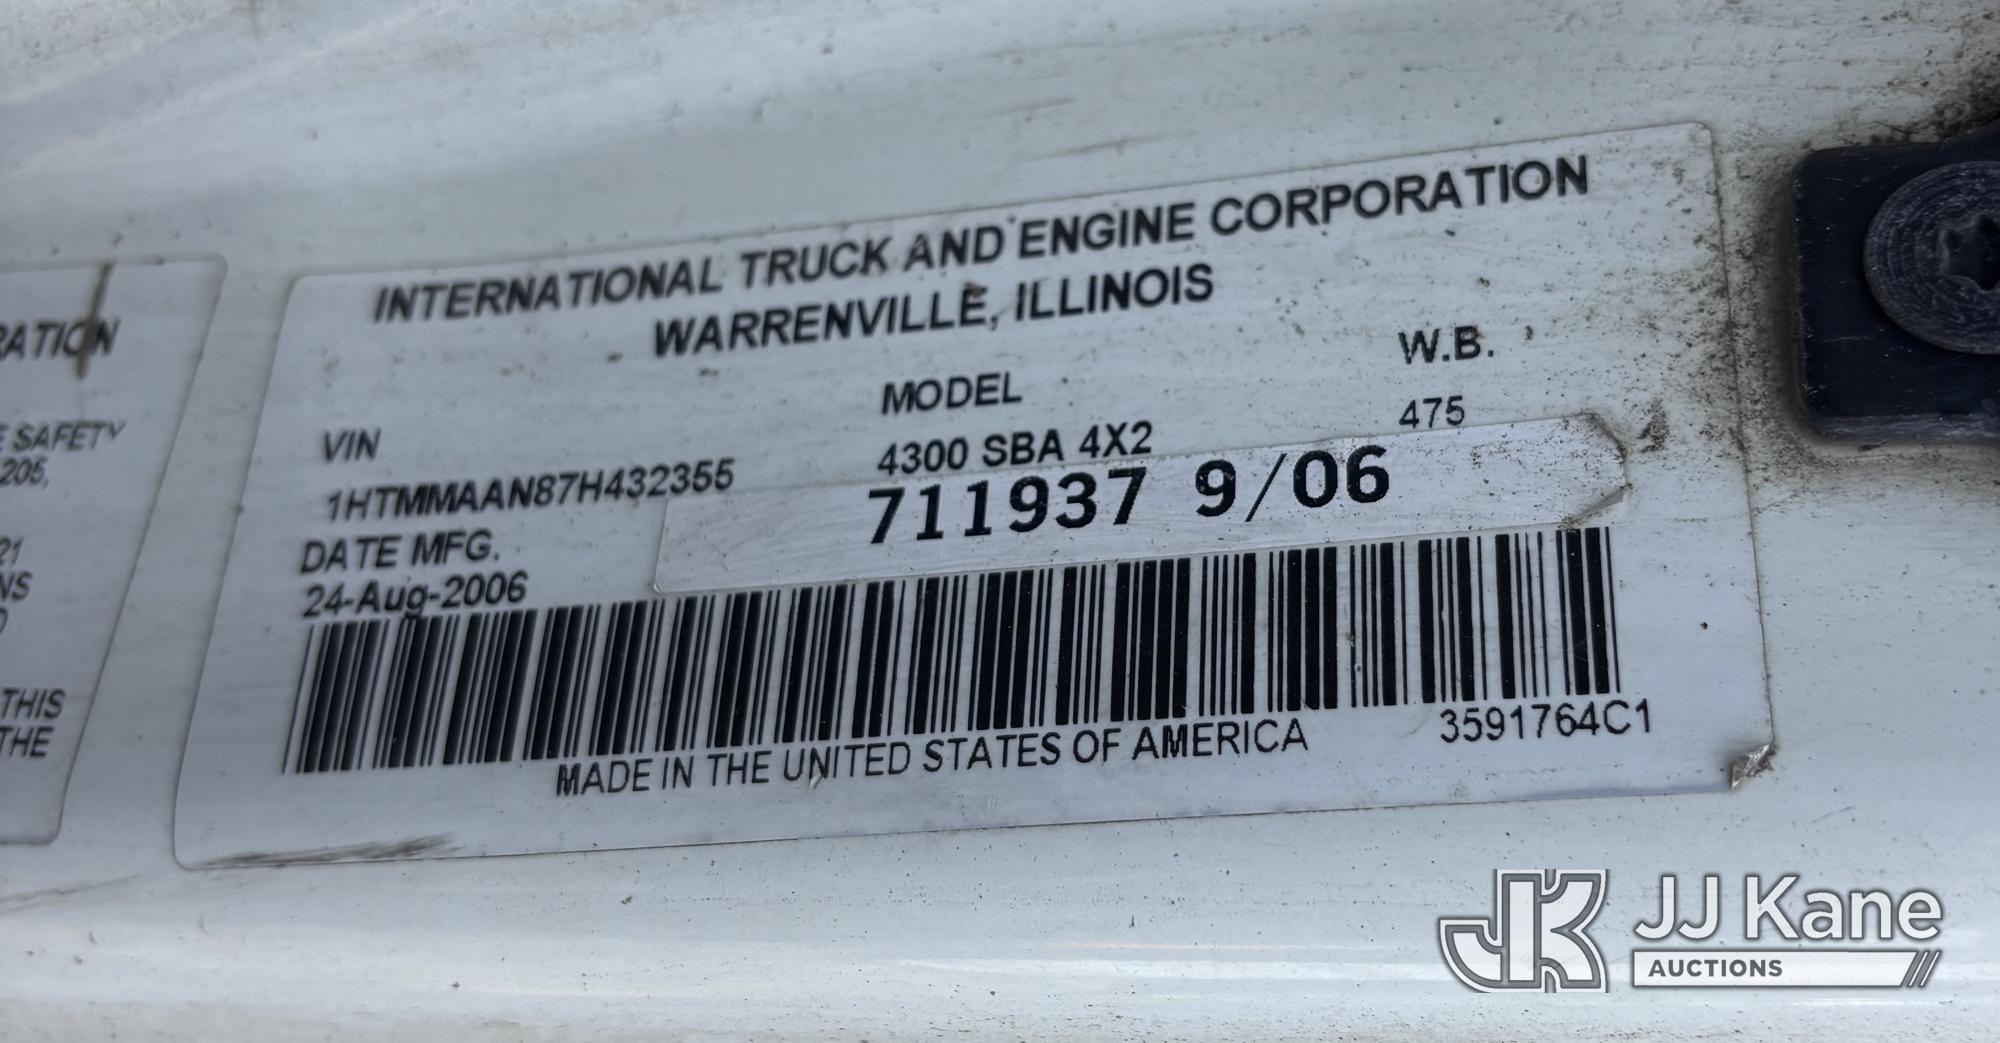 INTERNATIONAL TRUCK AND ENGINE CORPORATION
WARRENVILLE, ILLINOIS
VIN MODEL W.B.
1HTMMAAN87H432355 4300 SBA 4X2 475
DATE MFG. 711937 9/06
24-Aug-2006
MADE IN THE UNITED STATES OF AMERICA 3591764C1
SAFETY
205,
21
THIS
THE
JJ Kane
AUCTIONS